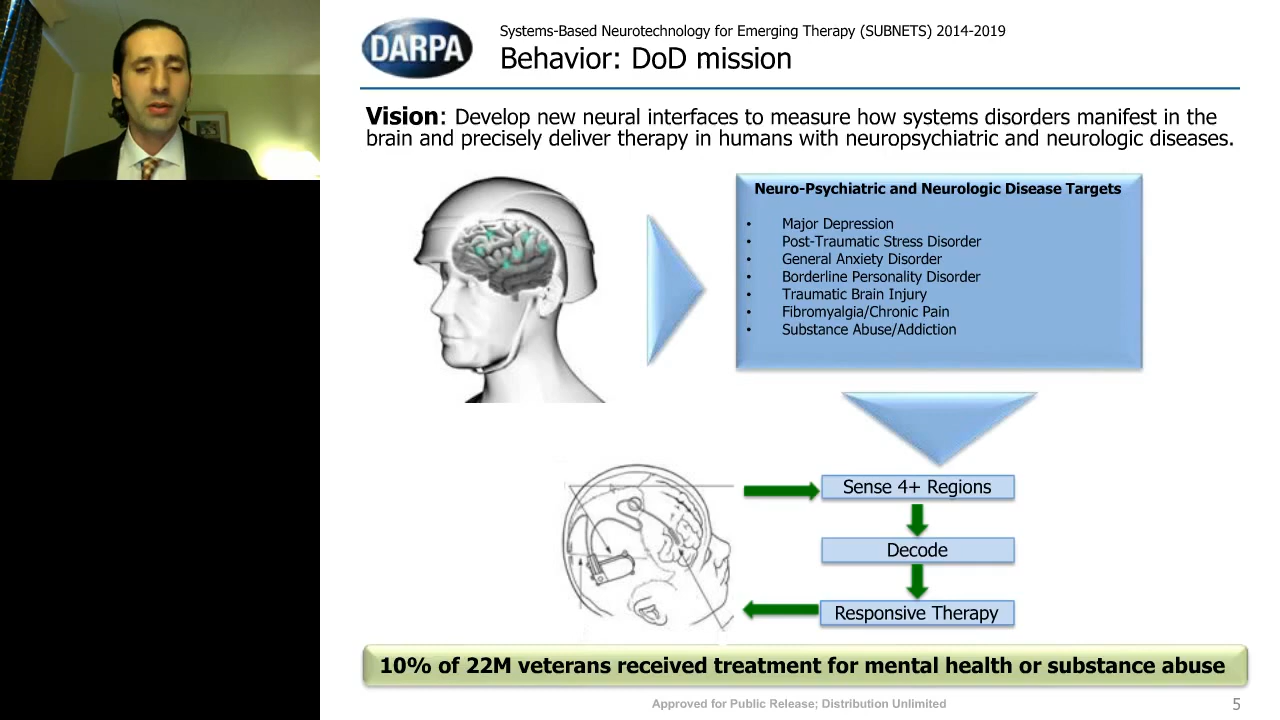 DARPA
Systems-Based Neurotechnology for Emerging Therapy (SUBNETS) 2014-2019
Behavior: DoD mission
Vision: Develop new neural interfaces to measure how systems disorders manifest in the
brain and precisely deliver therapy in humans with neuropsychiatric and neurologic diseases.
Neuro-Psychiatric and Neurologic Disease Targets
• Major Depression
• Post-Traumatic Stress Disorder
• General Anxiety Disorder
• Borderline Personality Disorder
• Traumatic Brain Injury
• Fibromyalgia/Chronic Pain
• Substance Abuse/Addiction
Sense 4+ Regions
Decode
Responsive Therapy
10% of 22M veterans received treatment for mental health or substance abuse
Approved for Public Release; Distribution Unlimited
5